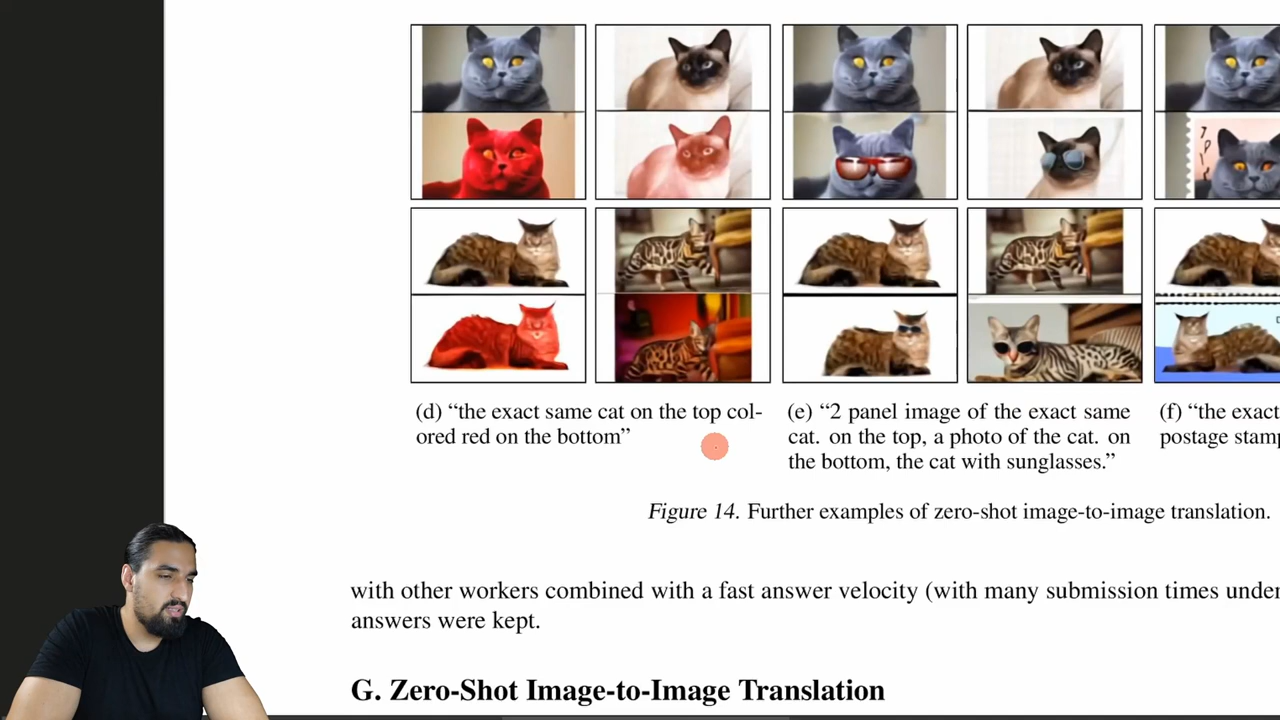 (d) “the exact same cat on the top col-
ored red on the bottom”
(e) “2 panel image of the exact same
cat. on the top, a photo of the cat. on
the bottom, the cat with sunglasses.”
(f) “the exact
postage stamp
Figure 14. Further examples of zero-shot image-to-image translation.
with other workers combined with a fast answer velocity (with many submission times under
answers were kept.
G. Zero-Shot Image-to-Image Translation